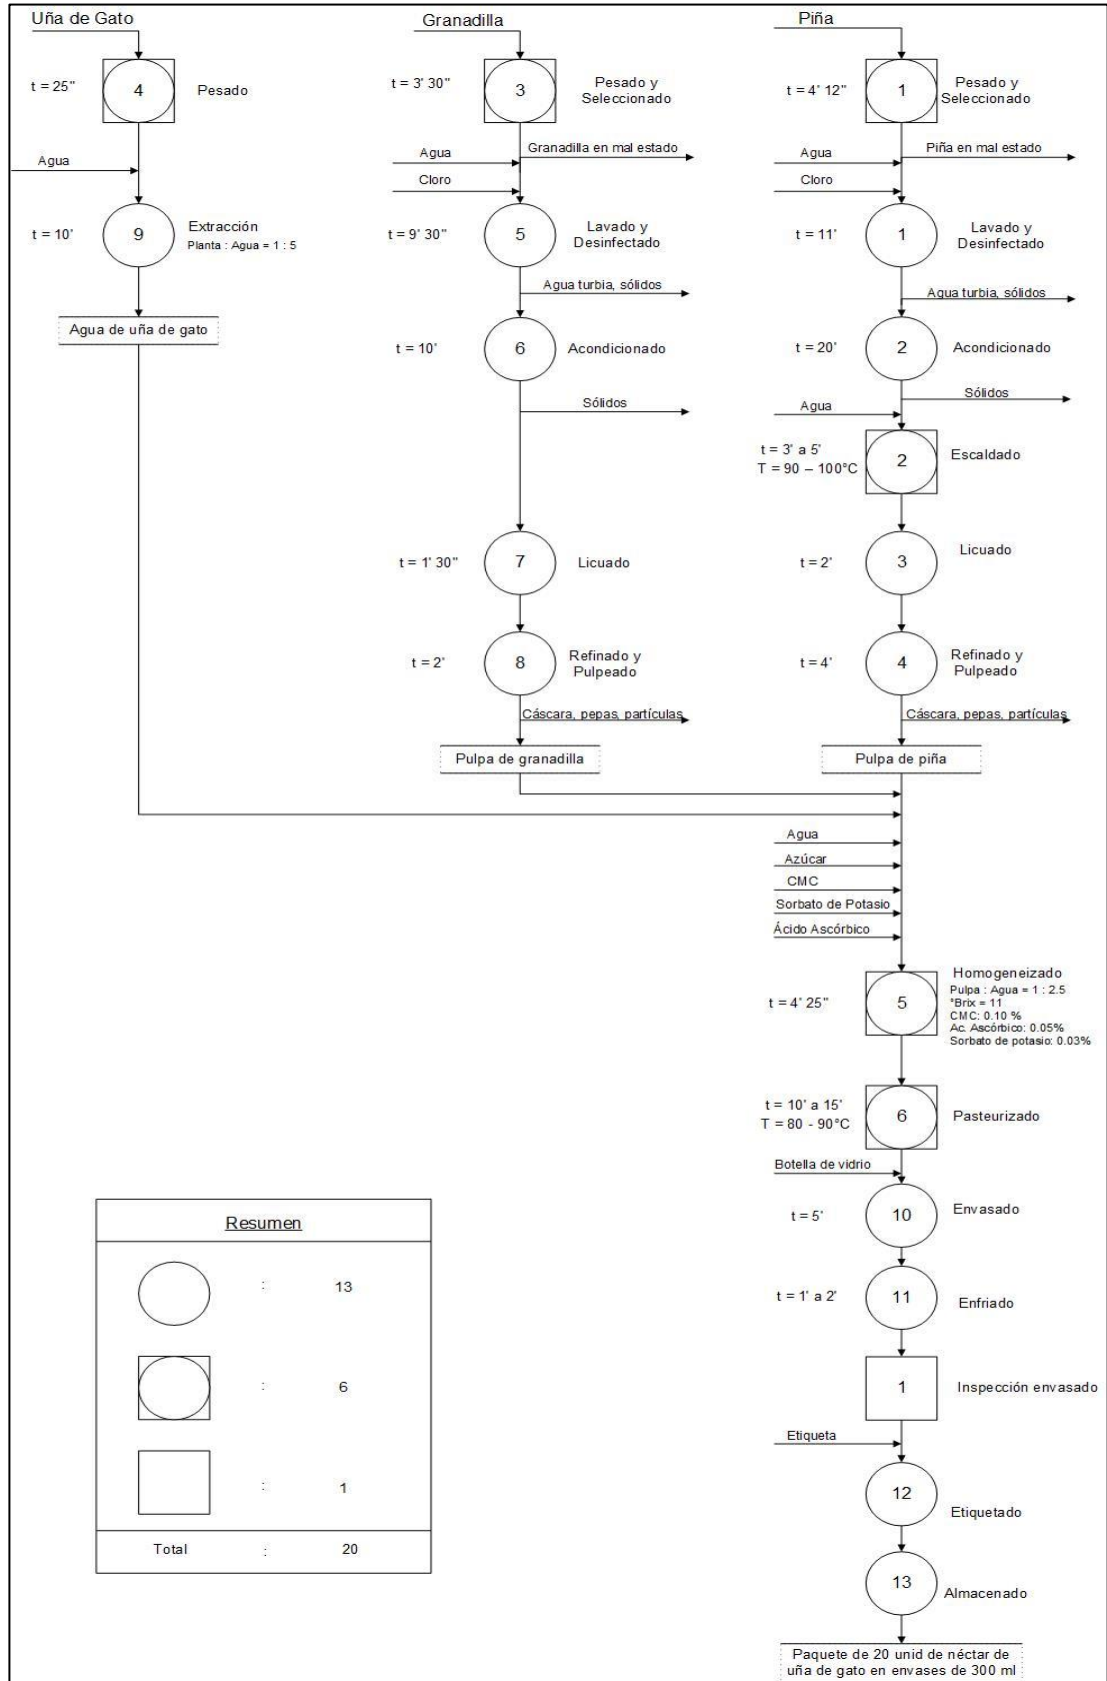 Uña de Gato
t = 25"
4
Pesado
Agua
t = 10'
9
Extracción
Planta : Agua = 1 : 5
Agua de uña de gato
Granadilla
t = 3' 30"
3
Pesado y
Seleccionado
Granadilla en mal estado
Agua
Cloro
t = 9' 30"
5
Lavado y
Desinfectado
Agua turbia, sólidos
t = 10'
6
Acondicionado
Sólidos
t = 1' 30"
7
Licuado
t = 2'
8
Refinado y
Pulpeado
Cáscara, pepas, partículas
Pulpa de granadilla
Piña
t = 4' 12"
1
Pesado y
Seleccionado
Piña en mal estado
Agua
Cloro
t = 11'
1
Lavado y
Desinfectado
Agua turbia, sólidos
t = 20'
2
Acondicionado
Sólidos
Agua
t = 3' a 5'
T = 90 – 100°C
2
Escaldado
t = 2'
3
Licuado
t = 4'
4
Refinado y
Pulpeado
Cáscara, pepas, partículas
Pulpa de piña
Agua
Azúcar
CMC
Sorbato de Potasio
Ácido Ascórbico
t = 4' 25"
5
Homogeneizado
Pulpa : Agua = 1 : 2.5
°Brix = 11
CMC: 0.10 %
Ac. Ascórbico: 0.05%
Sorbato de potasio: 0.03%
t = 10' a 15'
T = 80 - 90°C
6
Pasteurizado
Botella de vidrio
t = 5'
10
Envasado
t = 1' a 2'
11
Enfriado
1
Inspección envasado
Etiqueta
12
Etiquetado
13
Almacenado
Paquete de 20 unid de néctar de
uña de gato en envases de 300 ml
Resumen
: 13
: 6
: 1
Total : 20